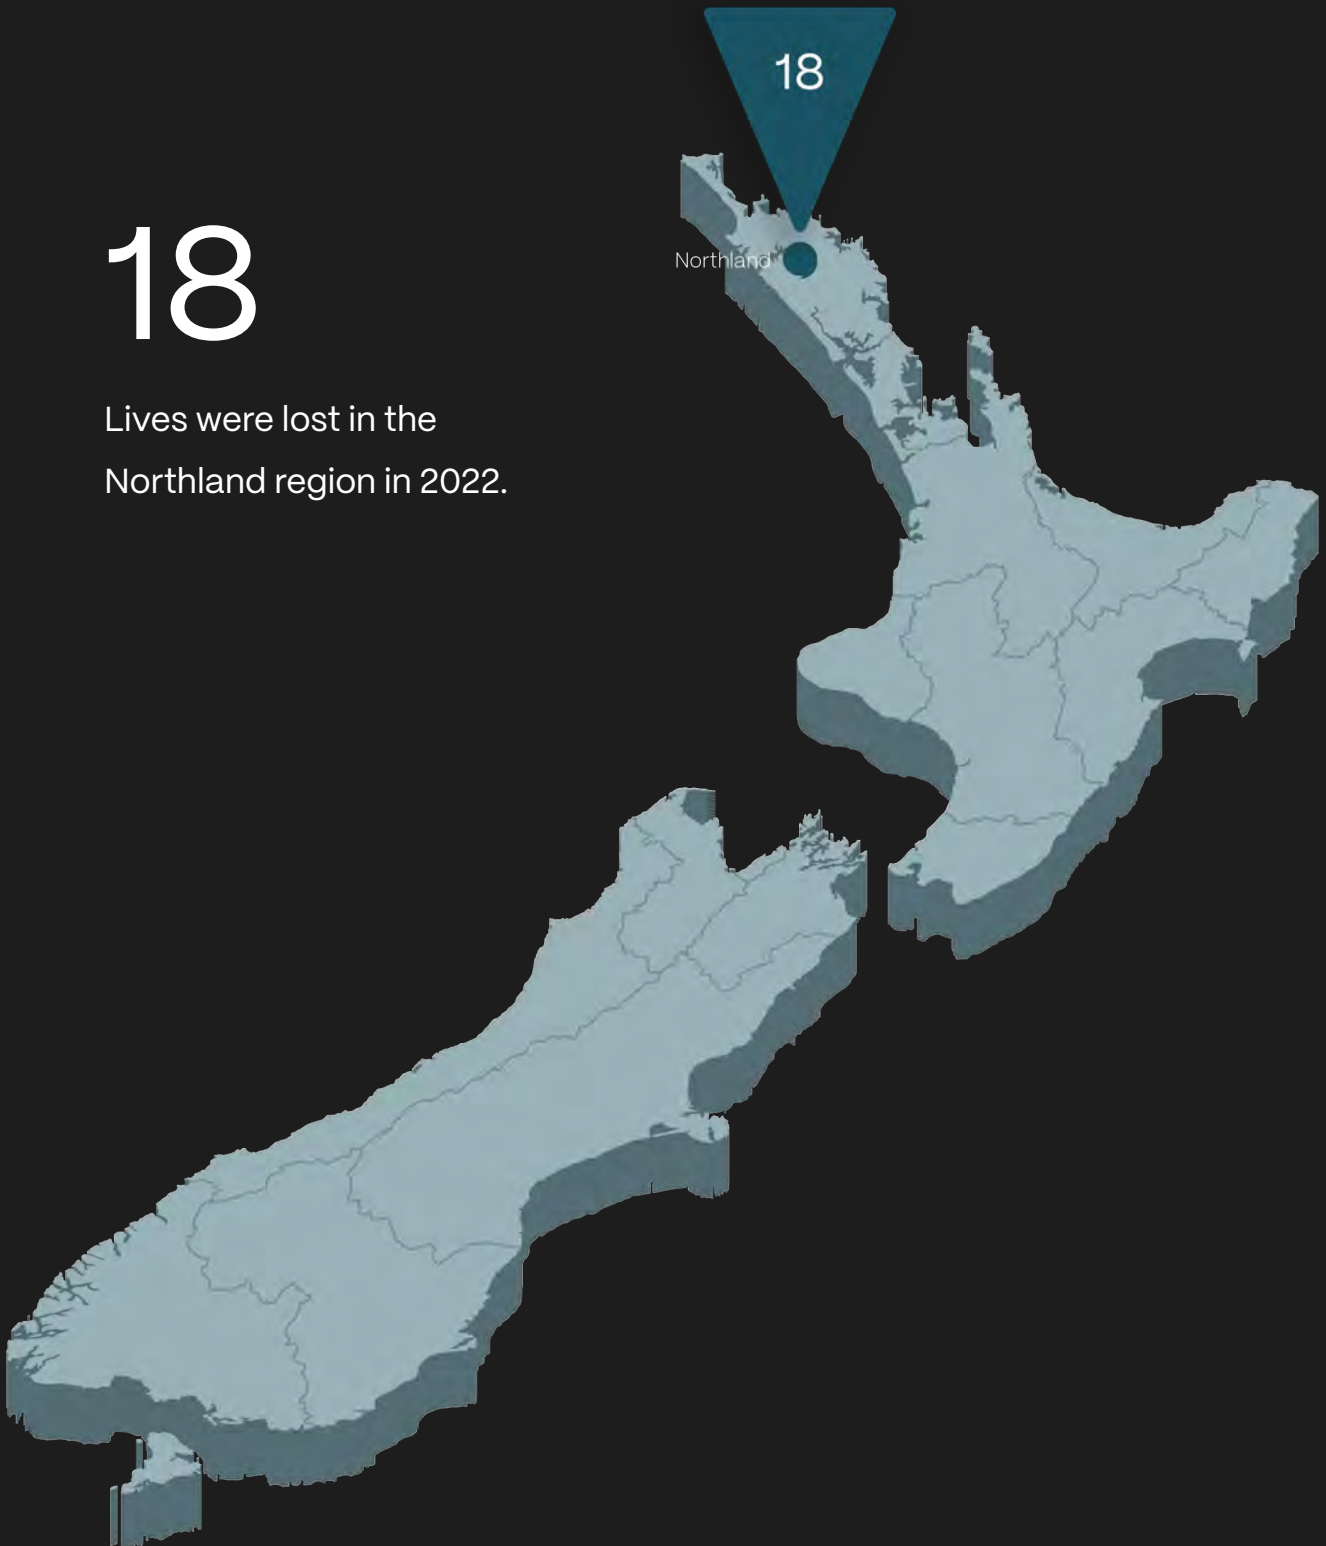 18
18
Lives were lost in the
Northland region in 2022.
Northland